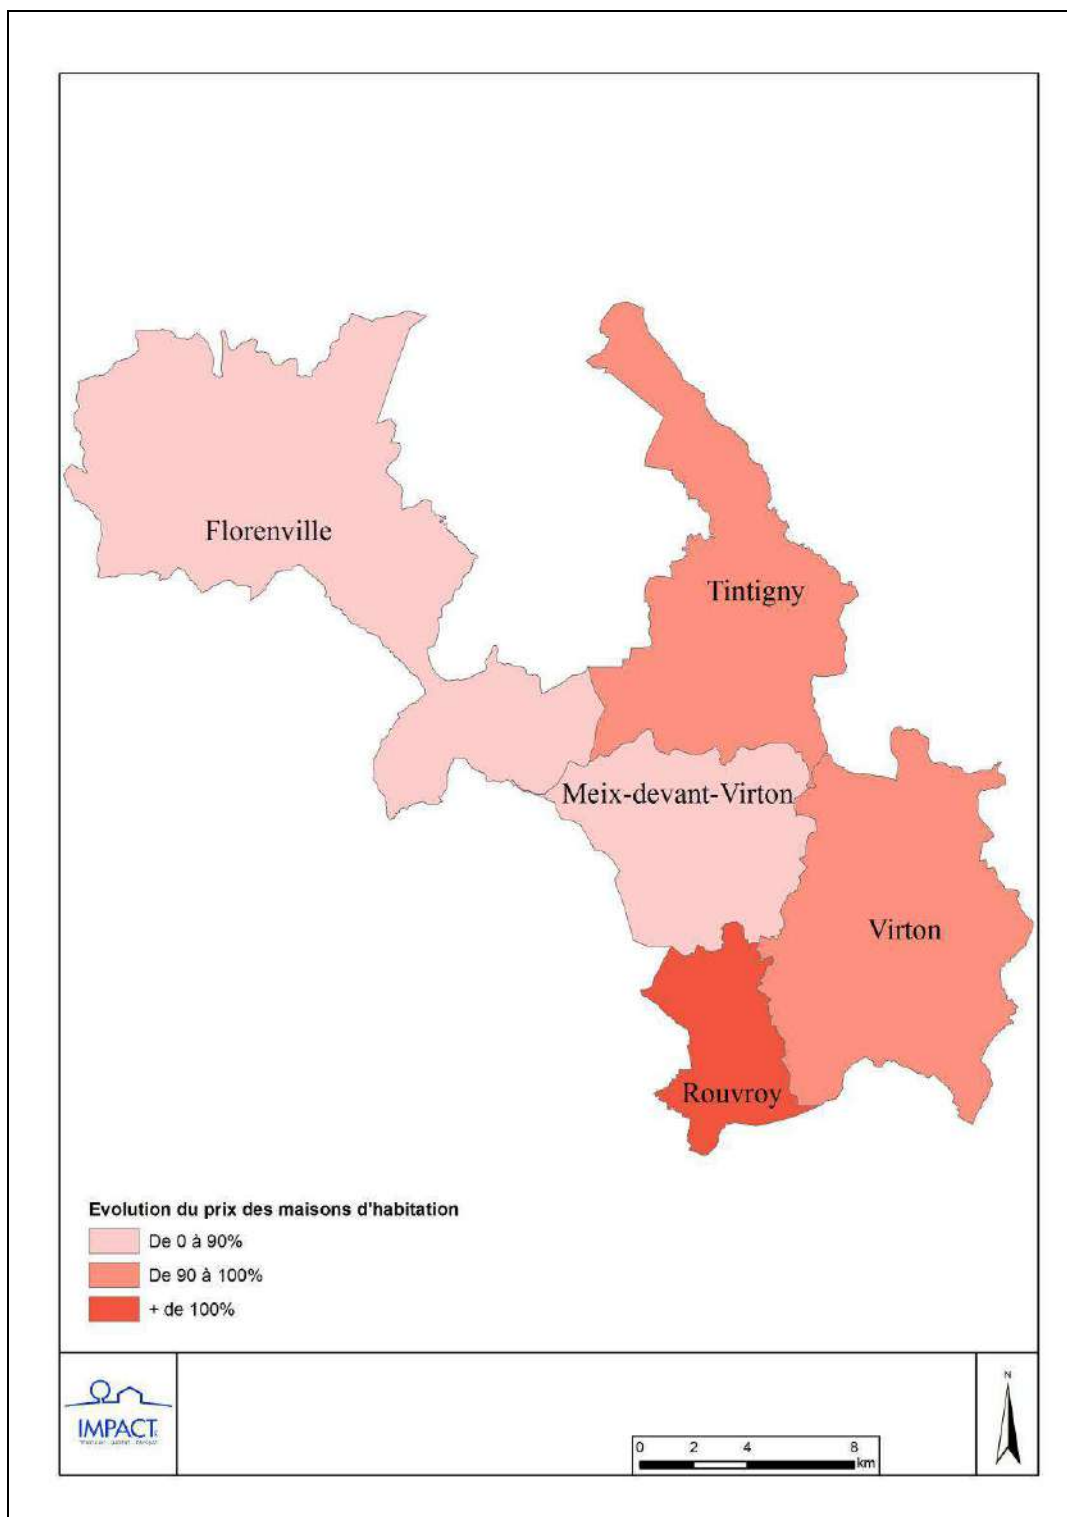 Florenville
Tintigny
Meix-devant-Virton
Virton
Rouvroy
Evolution du prix des maisons d'habitation
De 0 à 90%
De 90 à 100%
+ de 100%
IMPACT
N
0 2 4 8
km